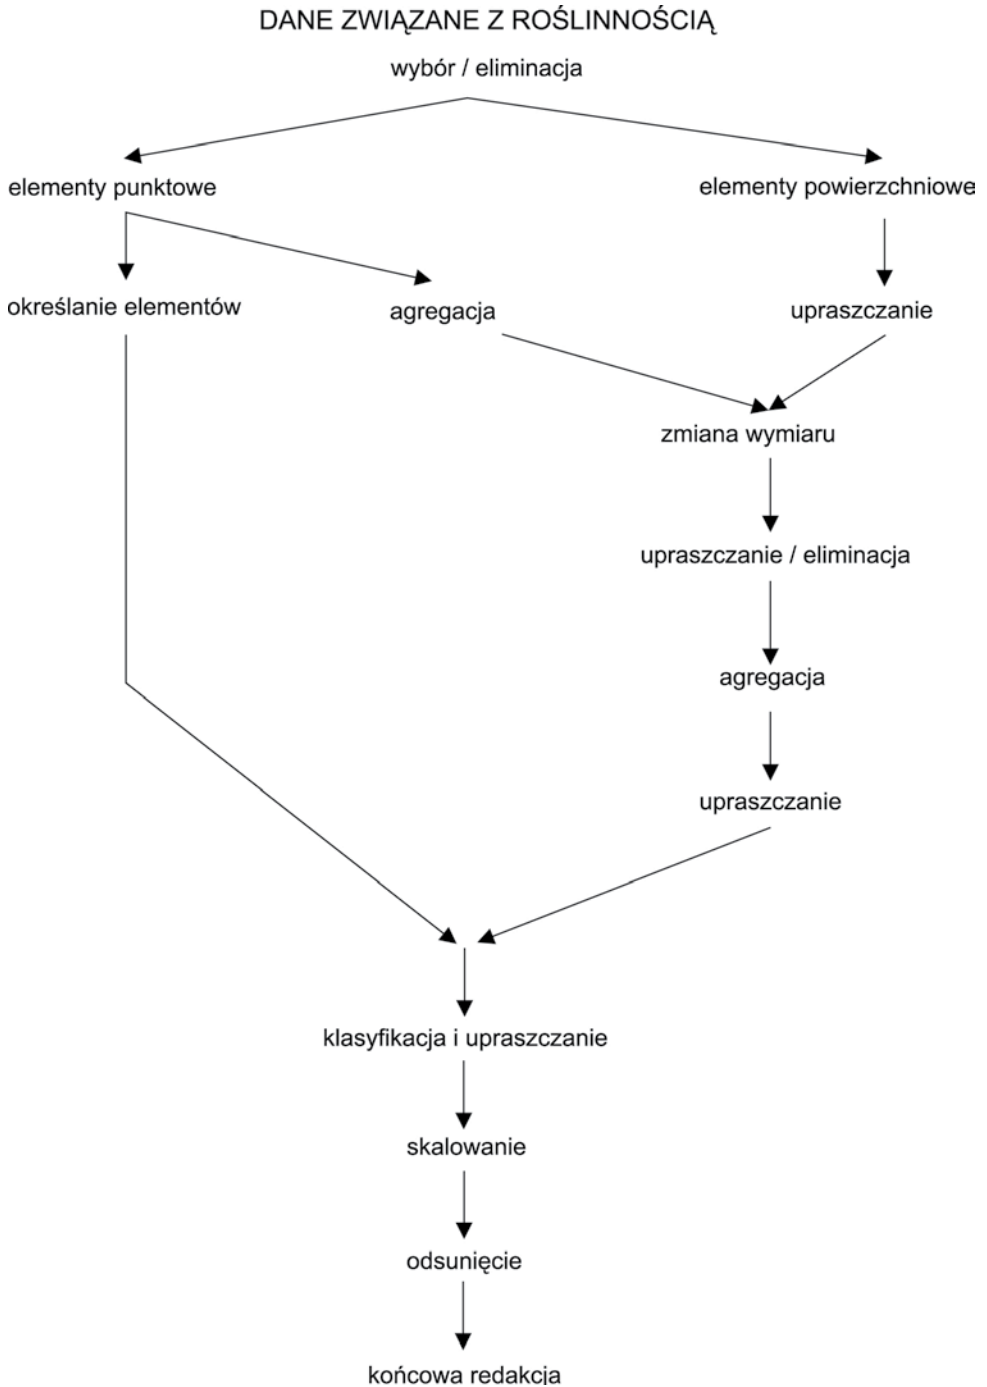 DANE ZWIĄZANE Z ROŚLINNOŚCIĄ
wybór / eliminacja
elementy punktowe
elementy powierzchniowe
określanie elementów
agregacja
upraszczanie
zmiana wymiaru
upraszczanie / eliminacja
agregacja
upraszczanie
klasyfikacja i upraszczanie
skalowanie
odsunięcie
końcowa redakcja